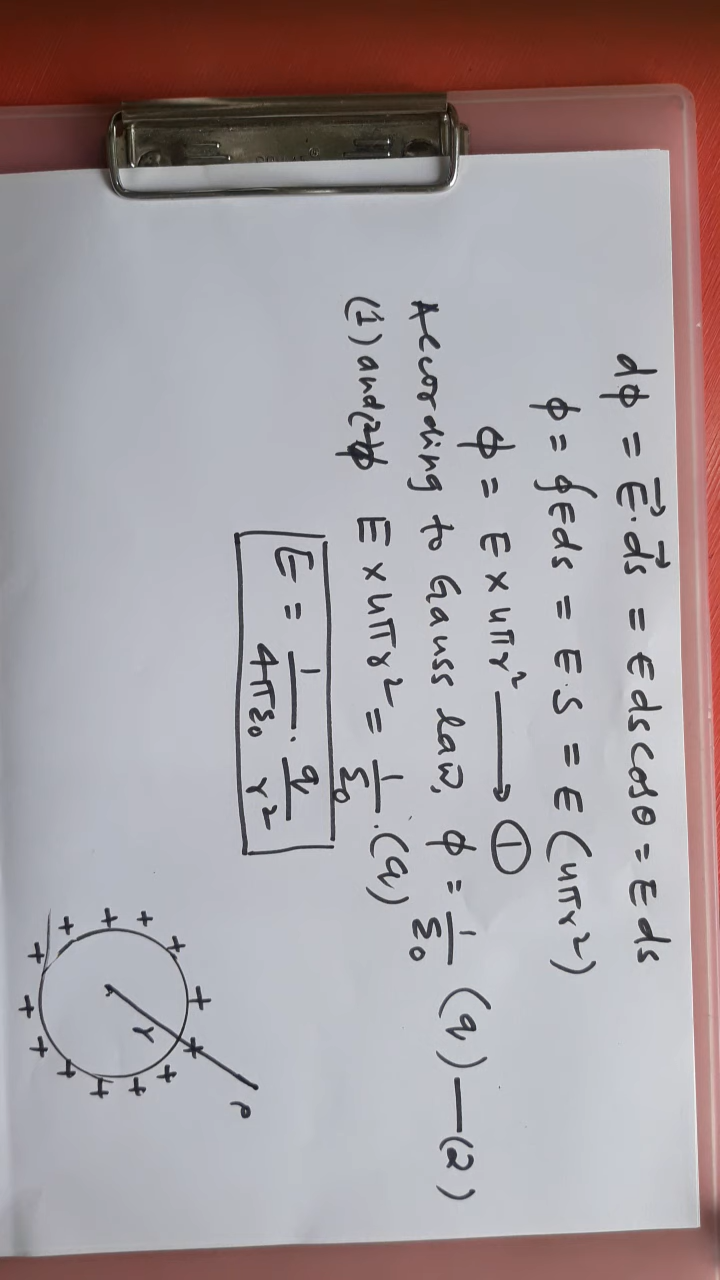 dϕ = E⃗.ds⃗ = E ds cosθ = E ds
ϕ = ∮Eds = E.S = E (4πr²)
ϕ = E × 4πr² ⟶ ①
According to Gauss law, ϕ = 1/ε₀ (q) — (2)
(1) and (2) E × 4πr² = 1/ε₀ . (q)
E = 1/4πε₀ . q/r²
+ + + + + + + + + + + + +
r
P